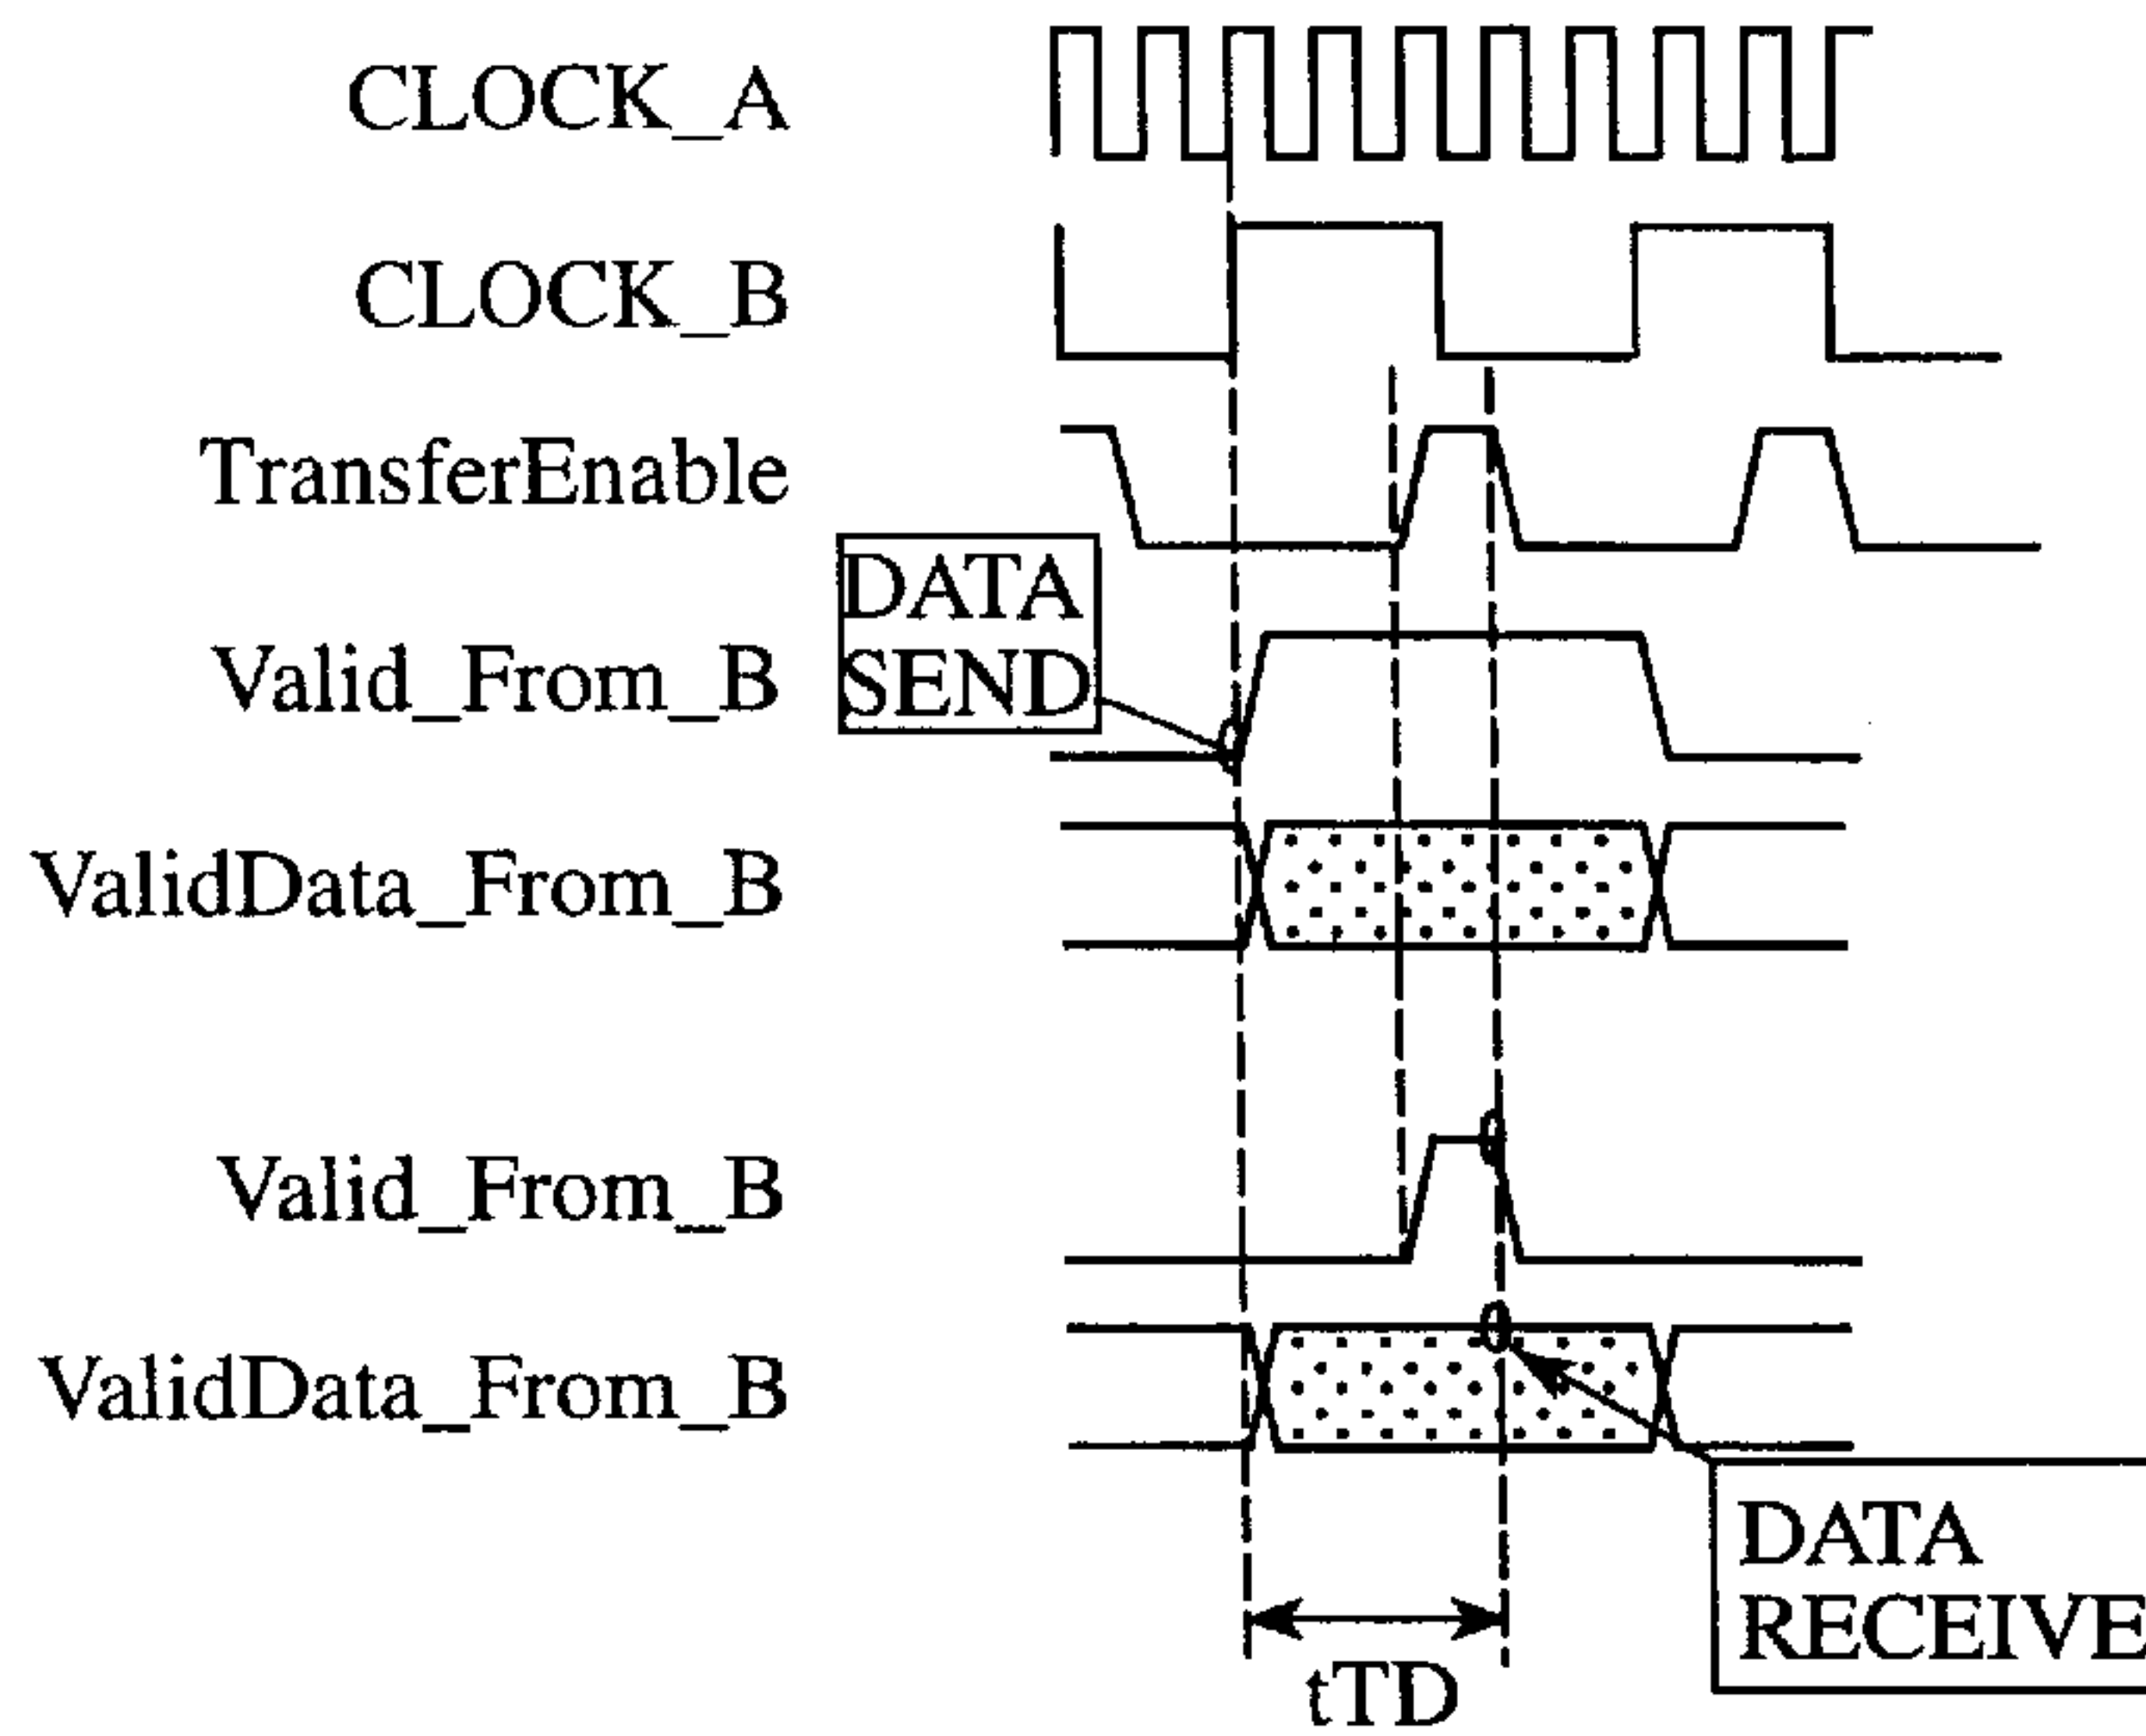 CLOCK_A
CLOCK_B
TransferEnable
DATA
SEND
Valid_From_B
ValidData_From_B
Valid_From_B
ValidData_From_B
DATA
RECEIVE
tTD